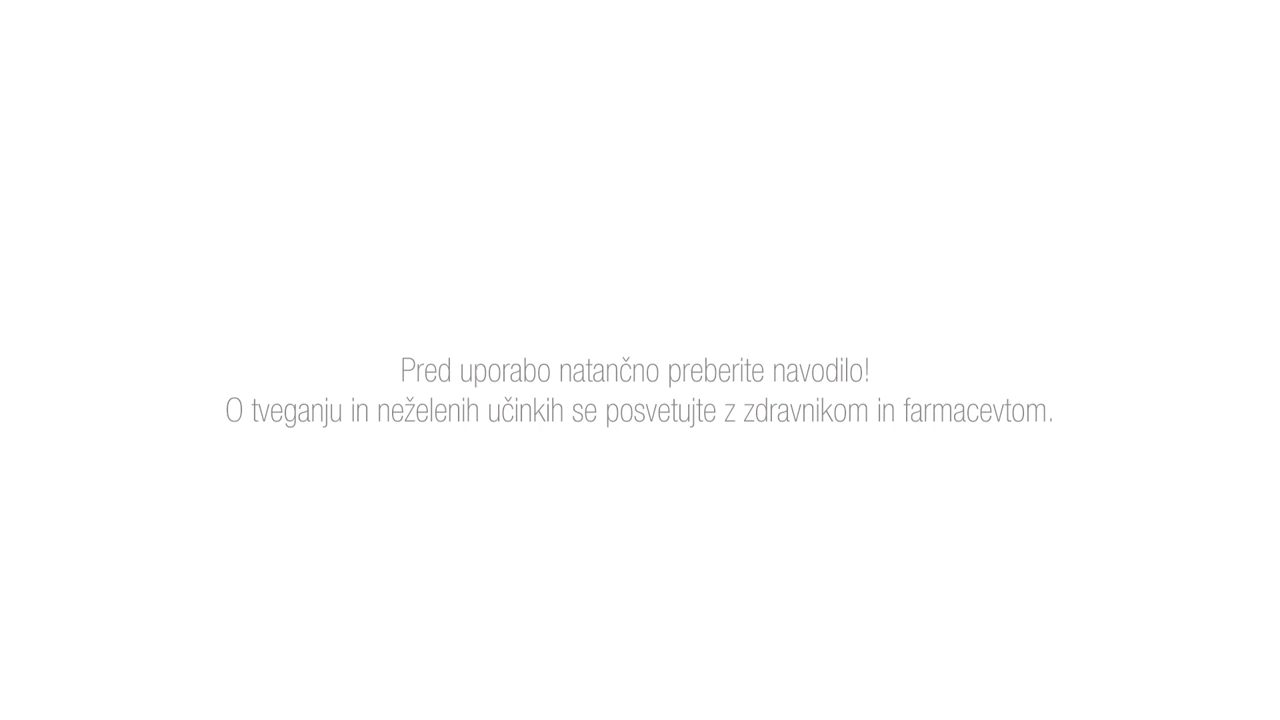 Pred uporabo natančno preberite navodilo!
O tveganju in neželenih učinkih se posvetujte z zdravnikom in farmacevtom.